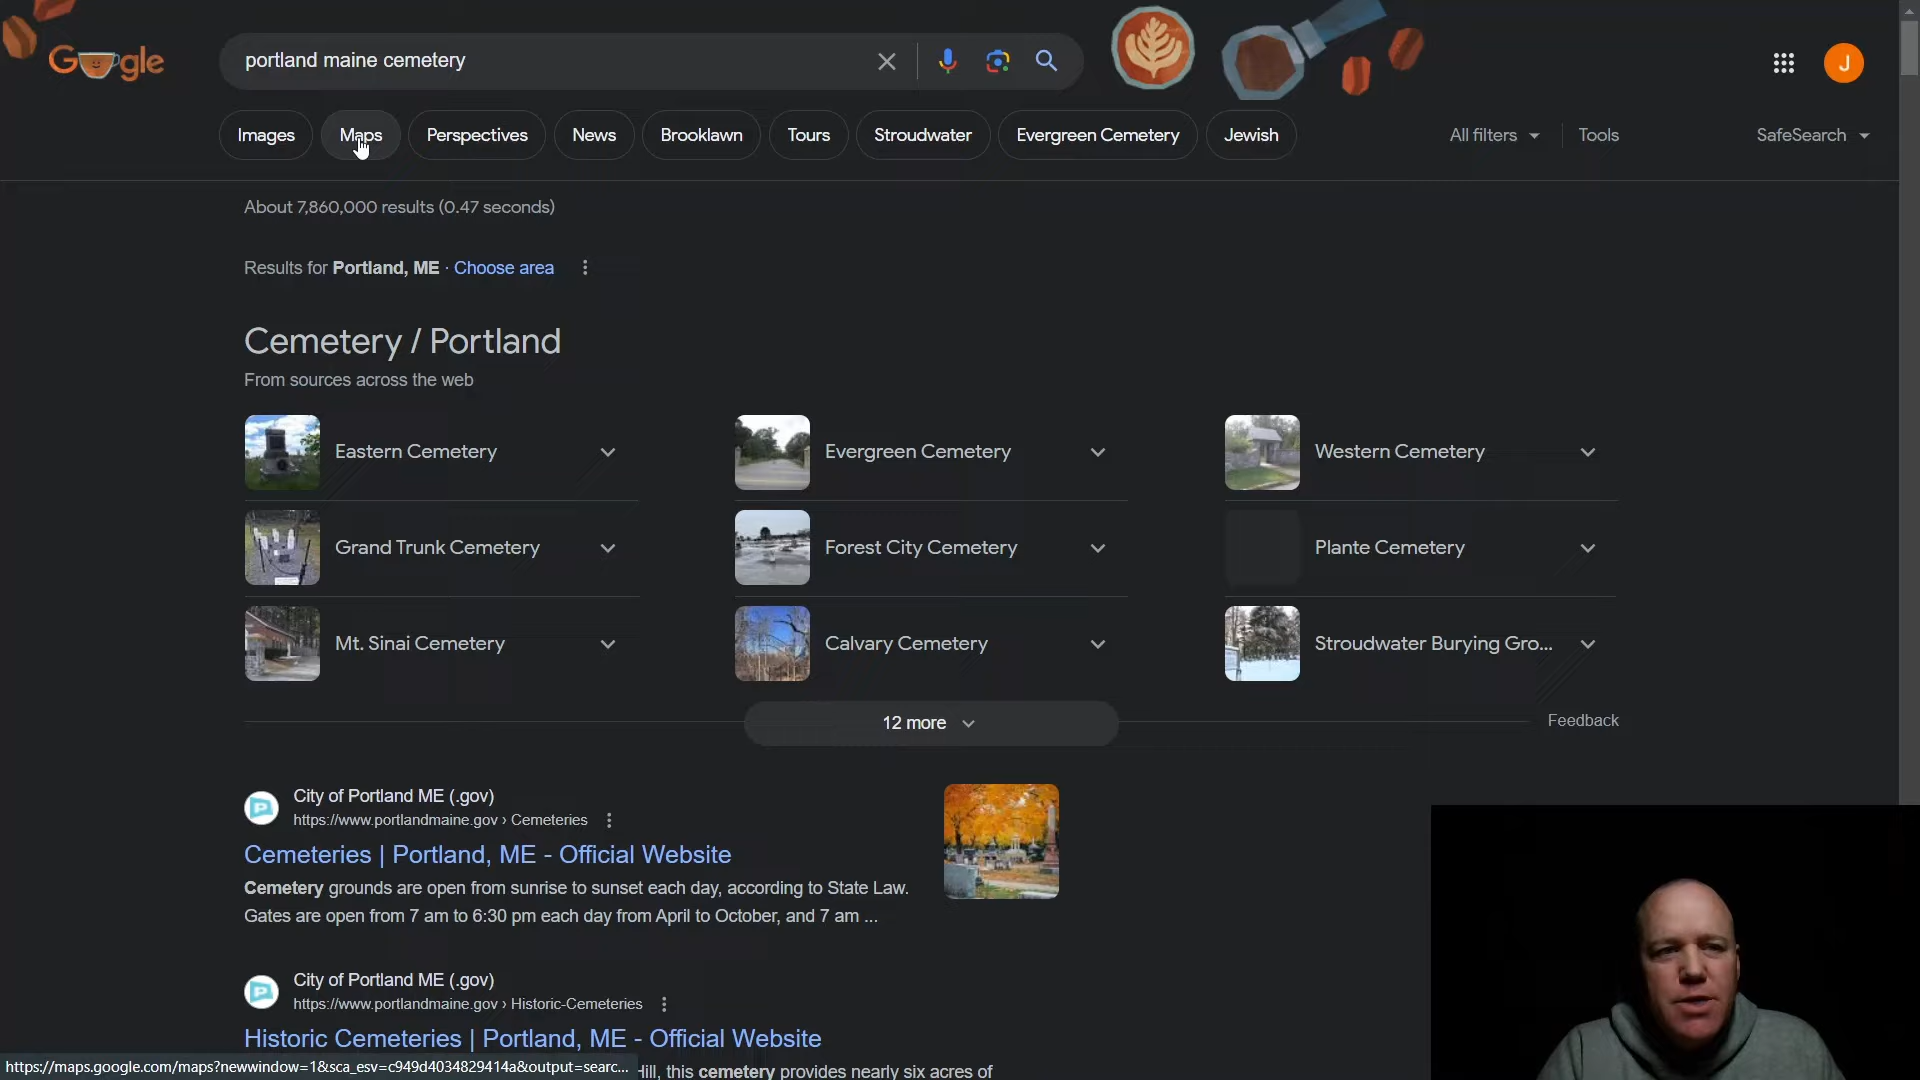 Google
portland maine cemetery
J
Images
Maps
Perspectives
News
Brooklawn
Tours
Stroudwater
Evergreen Cemetery
Jewish
All filters
Tools
SafeSearch
About 7,860,000 results (0.47 seconds)
Results for Portland, ME · Choose area
Cemetery / Portland
From sources across the web
Eastern Cemetery
Evergreen Cemetery
Western Cemetery
Grand Trunk Cemetery
Forest City Cemetery
Plante Cemetery
Mt. Sinai Cemetery
Calvary Cemetery
Stroudwater Burying Gro...
12 more
Feedback
City of Portland ME (.gov)
https://www.portlandmaine.gov › Cemeteries
Cemeteries | Portland, ME - Official Website
Cemetery grounds are open from sunrise to sunset each day, according to State Law.
Gates are open from 7 am to 6:30 pm each day from April to October, and 7 am ...
City of Portland ME (.gov)
https://www.portlandmaine.gov › Historic-Cemeteries
Historic Cemeteries | Portland, ME - Official Website
Hill, this cemetery provides nearly six acres of
https://maps.google.com/maps?newwindow=1&sca_esv=c949d4034829414a&output=searc...